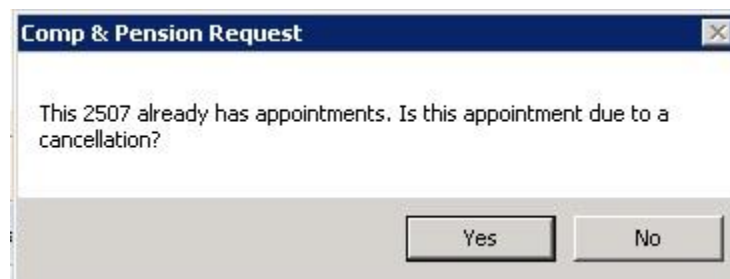 Comp & Pension Request
This 2507 already has appointments. Is this appointment due to a
cancellation?
Yes
No